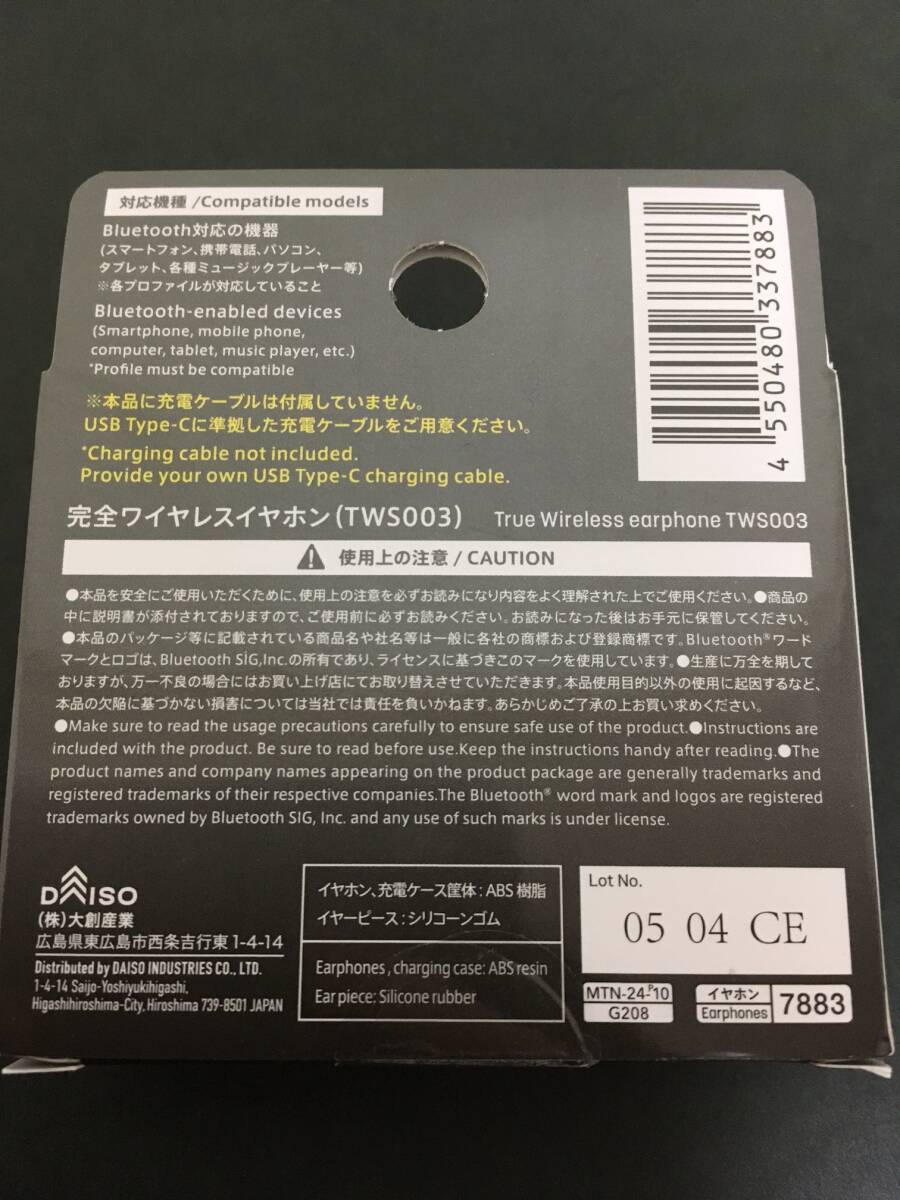 対応機種 /Compatible models
Bluetooth対応の機器
(スマートフォン、携帯電話、パソコン、
タブレット、各種ミュージックプレーヤー等)
※各プロファイルが対応していること
Bluetooth-enabled devices
(Smartphone, mobile phone,
computer, tablet, music player, etc.)
*Profile must be compatible
※本品に充電ケーブルは付属していません。
USB Type-Cに準拠した充電ケーブルをご用意ください。
*Charging cable not included.
Provide your own USB Type-C charging cable.
4 550480 337883
完全ワイヤレスイヤホン(TWS003) True Wireless earphone TWS003
使用上の注意 / CAUTION
●本品を安全にご使用いただくために、使用上の注意を必ずお読みになり内容をよく理解された上でご使用ください。●商品の
中に説明書が添付されておりますので、ご使用前に必ずお読みください。お読みになった後はお手元に保管してください。
●本品のパッケージ等に記載されている商品名や社名等は一般に各社の商標および登録商標です。Bluetooth®ワード
マークとロゴは、Bluetooth SIG,Inc.の所有であり、ライセンスに基づきこのマークを使用しています。●生産に万全を期して
おりますが、万一不良の場合にはお買い上げ店にてお取り替えさせていただきます。本品使用目的以外の使用に起因するなど、
本品の欠陥に基づかない損害については当社では責任を負いかねます。あらかじめご了承の上お買い求めください。
●Make sure to read the usage precautions carefully to ensure safe use of the product.●Instructions are
included with the product. Be sure to read before use.Keep the instructions handy after reading.●The
product names and company names appearing on the product package are generally trademarks and
registered trademarks of their respective companies.The Bluetooth® word mark and logos are registered
trademarks owned by Bluetooth SIG, Inc. and any use of such marks is under license.
DAISO
(株)大創産業
広島県東広島市西条吉行東1-4-14
Distributed by DAISO INDUSTRIES CO., LTD.
1-4-14 Saijo-Yoshiyukihigashi,
Higashihiroshima-City, Hiroshima 739-8501 JAPAN
イヤホン、充電ケース筐体:ABS樹脂
イヤーピース:シリコーンゴム
Earphones, charging case: ABS resin
Ear piece: Silicone rubber
Lot No.
05 04 CE
MTN-24-P10
G208
イヤホン
Earphones
7883